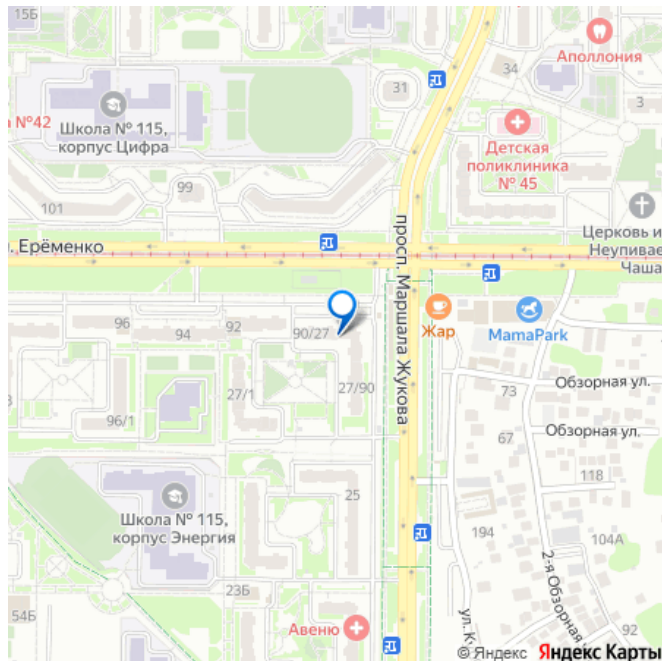 15Б
Аполлония
34
31
3
№42
Школа № 115,
корпус Цифра
Детская
поликлиника
№ 45
99
101
Церковь и
Неупивае
Чаша
. Ерёменко
просп. Маршала Жукова
96
94
92
90/27
Жар
MamaPark
27/1
27/90
73
Обзорная ул.
96/1
67
Обзорная ул.
118
25
Школа № 115,
корпус Энергия
194
104А
23Б
54Б
2-я Обзорная
ул. К
92
Авеню
© Яндекс Яндекс Карты